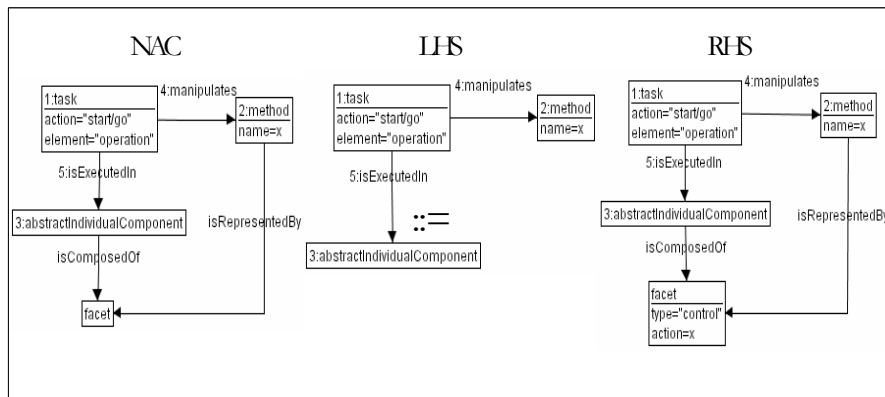 NAC
LHS
RHS
4:manipulates
1:task
action="start/go"
element="operation"
2:method
name=x
5:isExecutedIn
3:abstractIndividualComponent
isRepresentedBy
isComposedOf
facet
4:manipulates
1:task
action="start/go"
element="operation"
2:method
name=x
5:isExecutedIn
::=
3:abstractIndividualComponent
4:manipulates
1:task
action="start/go"
element="operation"
2:method
name=x
5:isExecutedIn
3:abstractIndividualComponent
isRepresentedBy
isComposedOf
facet
type="control"
action=x